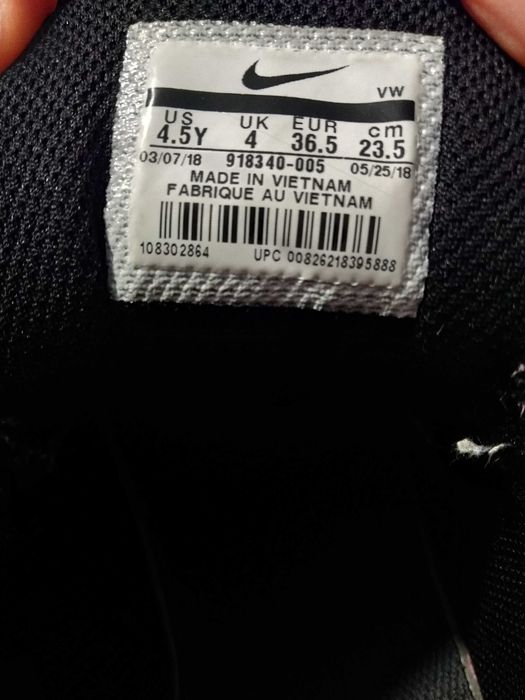 VW
US UK EUR cm
4.5Y 4 36.5 23.5
03/07/18 918340-005 05/25/18
MADE IN VIETNAM
FABRIQUE AU VIETNAM
108302864 UPC 00826218395888